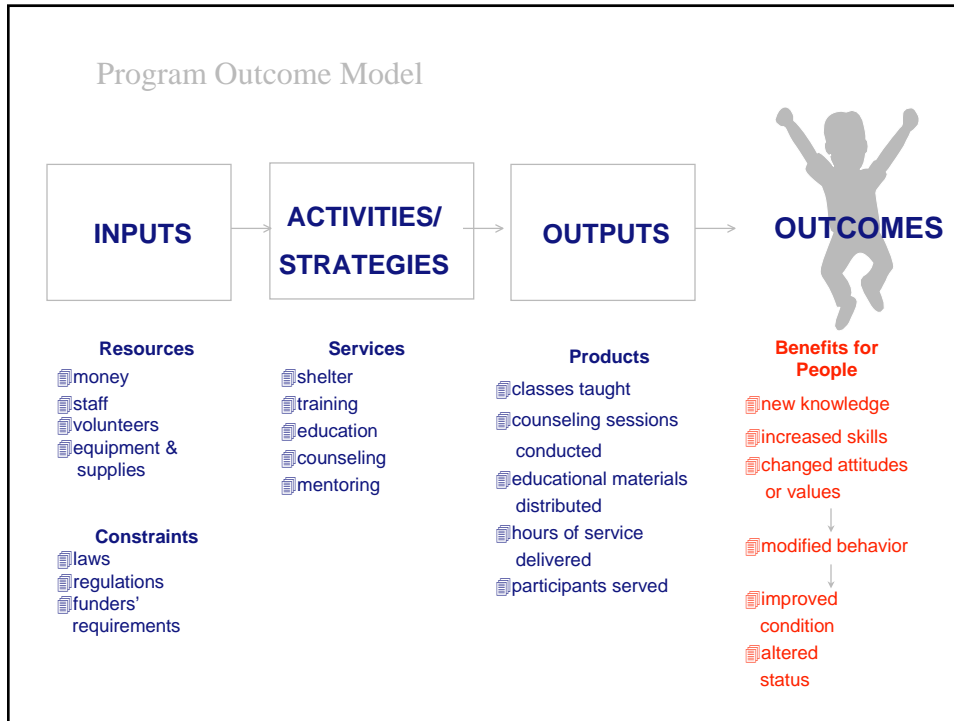 Program Outcome Model
INPUTS
ACTIVITIES/
STRATEGIES
OUTPUTS
OUTCOMES
Resources
money
staff
volunteers
equipment &
supplies
Constraints
laws
regulations
funders’
requirements
Services
shelter
training
education
counseling
mentoring
Products
classes taught
counseling sessions
conducted
educational materials
distributed
hours of service
delivered
participants served
Benefits for
People
new knowledge
increased skills
changed attitudes
or values
modified behavior
improved
condition
altered
status